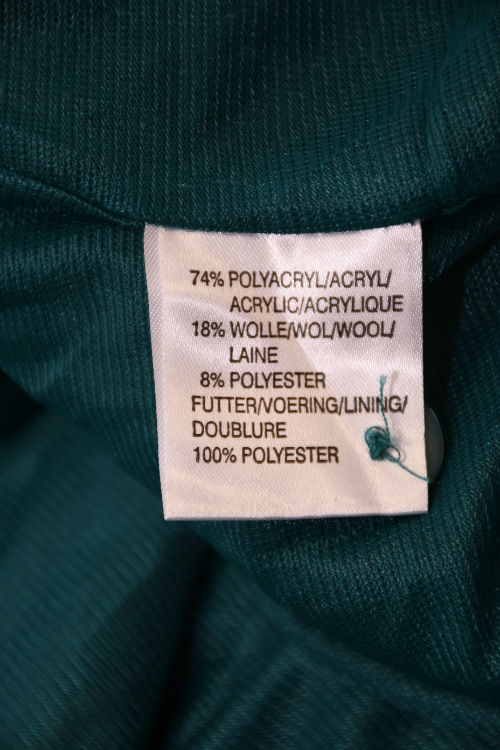 74% POLYACRYL/ACRYL/
ACRYLIC/ACRYLIQUE
18% WOLLE/WOL/WOOL/
LAINE
8% POLYESTER
FUTTER/VOERING/LINING/
DOUBLURE
100% POLYESTER